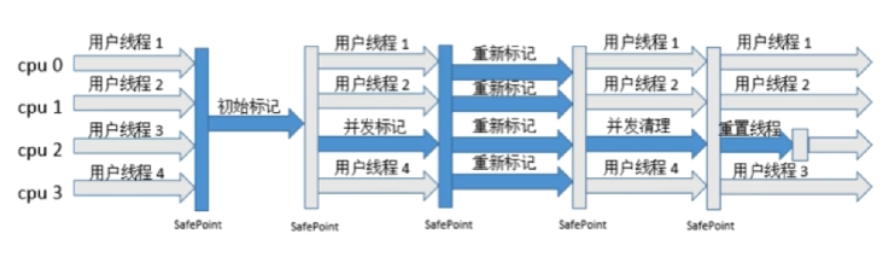 cpu 0
cpu 1
cpu 2
cpu 3
用户线程 1
用户线程 2
用户线程 3
用户线程 4
SafePoint
初始标记
SafePoint
用户线程 1
用户线程 2
并发标记
用户线程 4
SafePoint
重新标记
重新标记
重新标记
重新标记
SafePoint
用户线程 1
用户线程 2
并发清理
用户线程 4
SafePoint
用户线程 1
用户线程 2
重置线程
用户线程 3